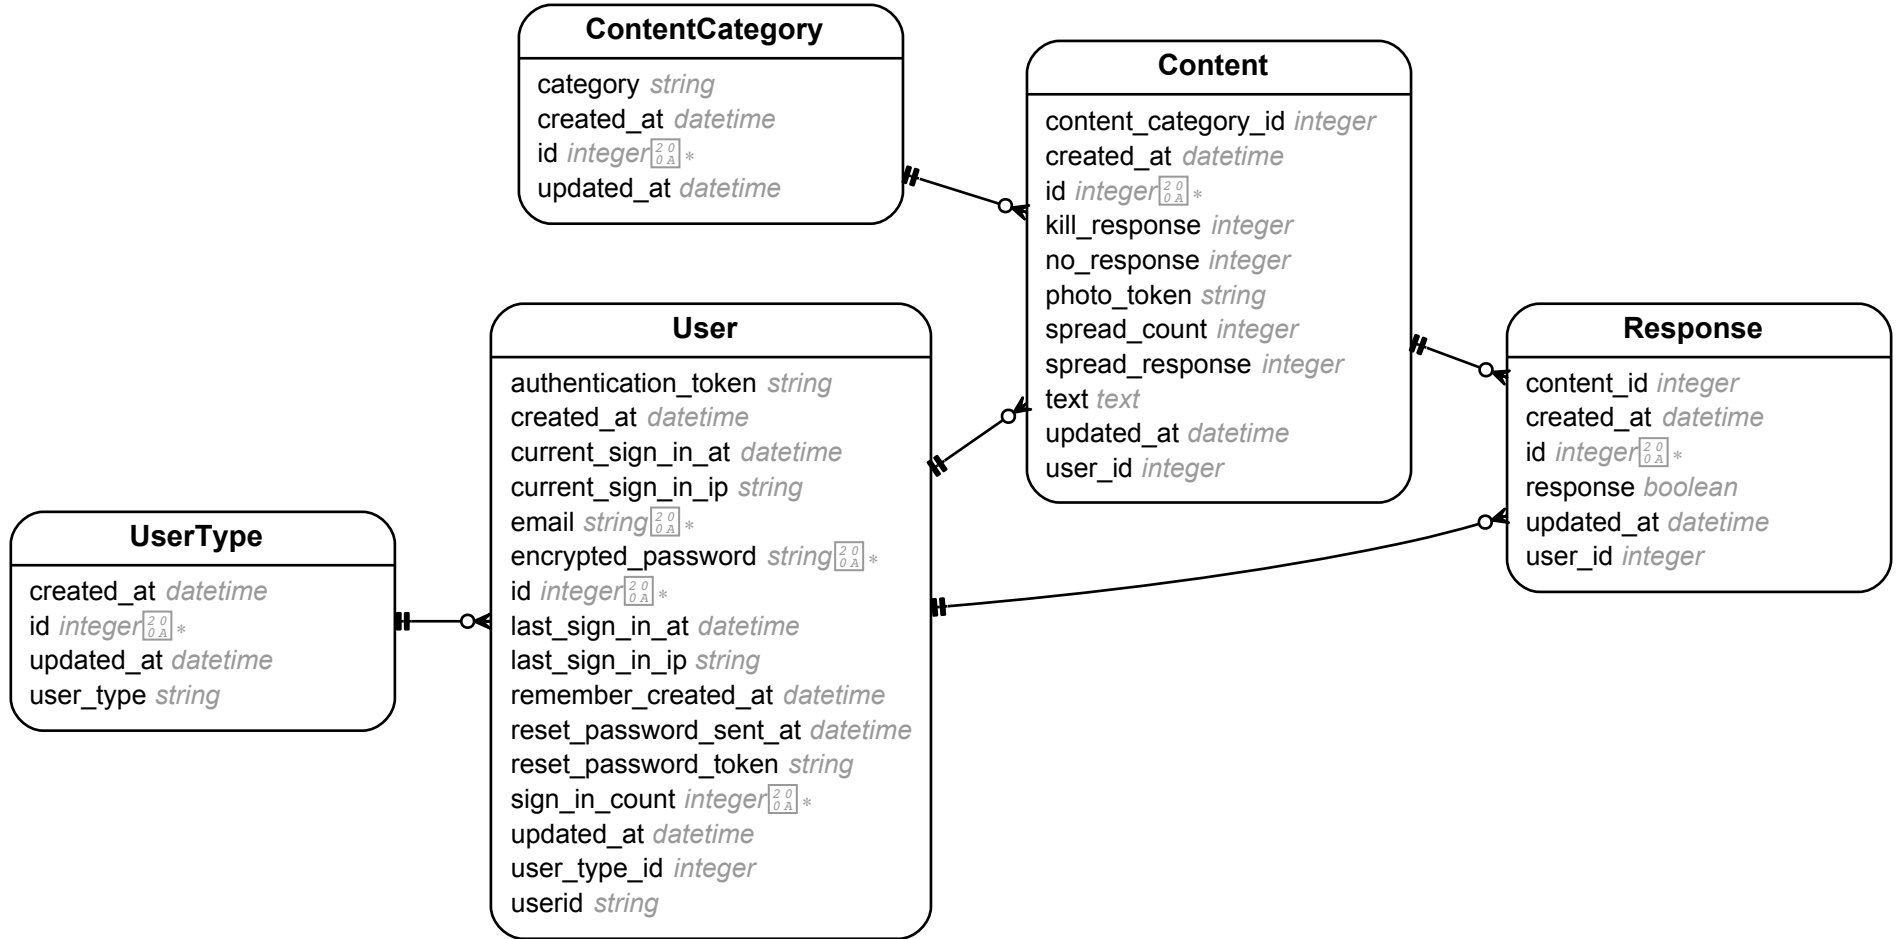 ContentCategory
category string
created_at datetime
id integer *
updated_at datetime
Content
content_category_id integer
created_at datetime
id integer *
kill_response integer
no_response integer
photo_token string
spread_count integer
spread_response integer
text text
updated_at datetime
user_id integer
User
authentication_token string
created_at datetime
current_sign_in_at datetime
current_sign_in_ip string
email string *
encrypted_password string *
id integer *
last_sign_in_at datetime
last_sign_in_ip string
remember_created_at datetime
reset_password_sent_at datetime
reset_password_token string
sign_in_count integer *
updated_at datetime
user_type_id integer
userid string
Response
content_id integer
created_at datetime
id integer *
response boolean
updated_at datetime
user_id integer
UserType
created_at datetime
id integer *
updated_at datetime
user_type string